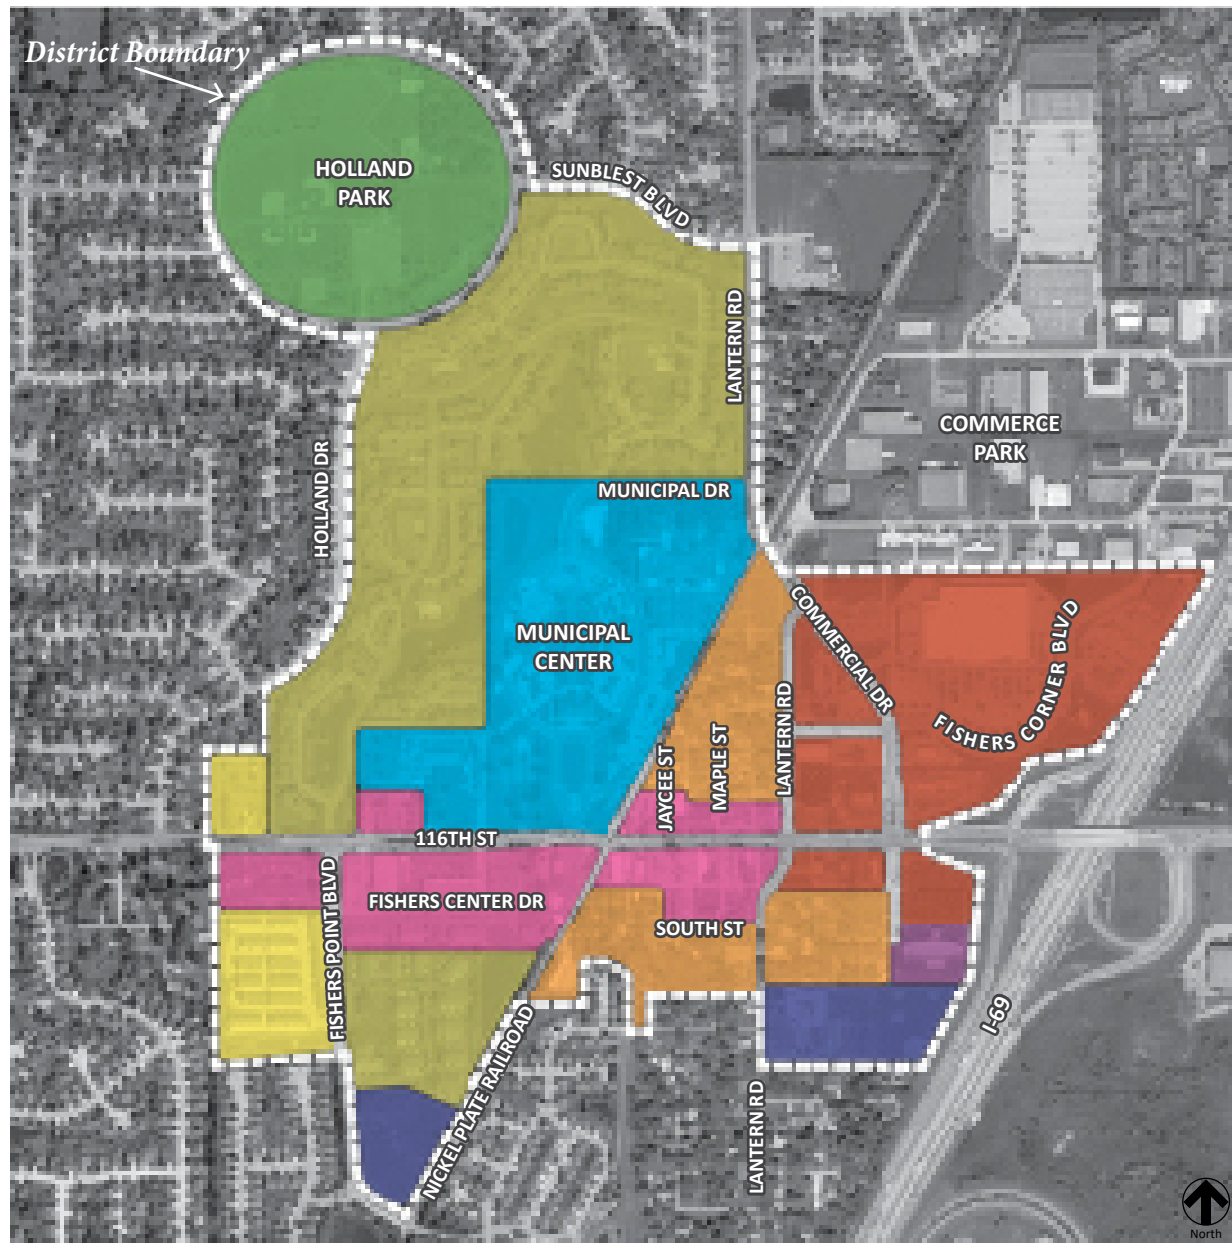 District Boundary
HOLLAND
PARK
SUNBLEST BLVD
LANTERN RD
COMMERCE
PARK
HOLLAND DR
MUNICIPAL DR
MUNICIPAL
CENTER
COMMERCIAL DR
FISHERS CORNER BLVD
LANTERN RD
MAPLE ST
JAYCEE ST
116TH ST
FISHERS POINT BLVD
FISHERS CENTER DR
SOUTH ST
I-69
NICKEL PLATE RAILROAD
LANTERN RD
North